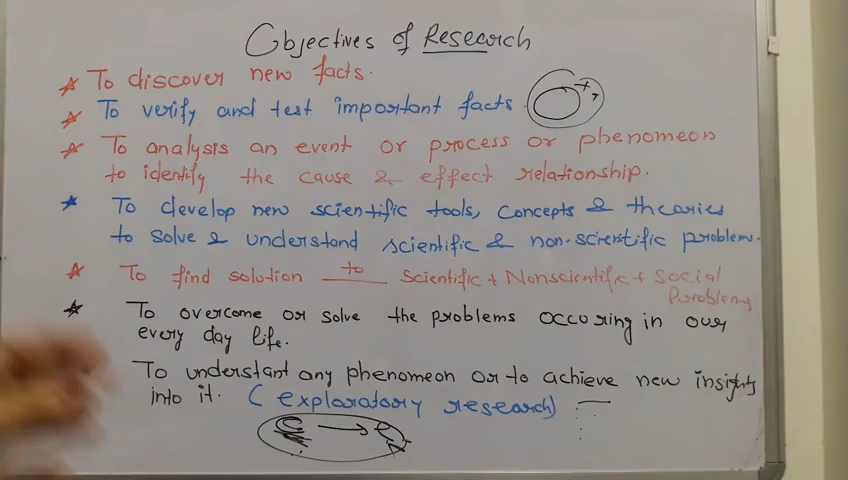 Objectives of Research
To discover new facts.
To verify and test important facts.
To analysis an event or process or phenomeon
to identify the cause & effect relationship.
To develop new scientific tools, concepts & thearies
to solve & understand scientific & non-scientific problems.
To find solution to Scientific + Nonscientific + Social
Problems
To overcome or solve the problems occuring in our
every day life.
To understant any phenomeon or to achieve new insights
into it. ( exploratory research)
C → E